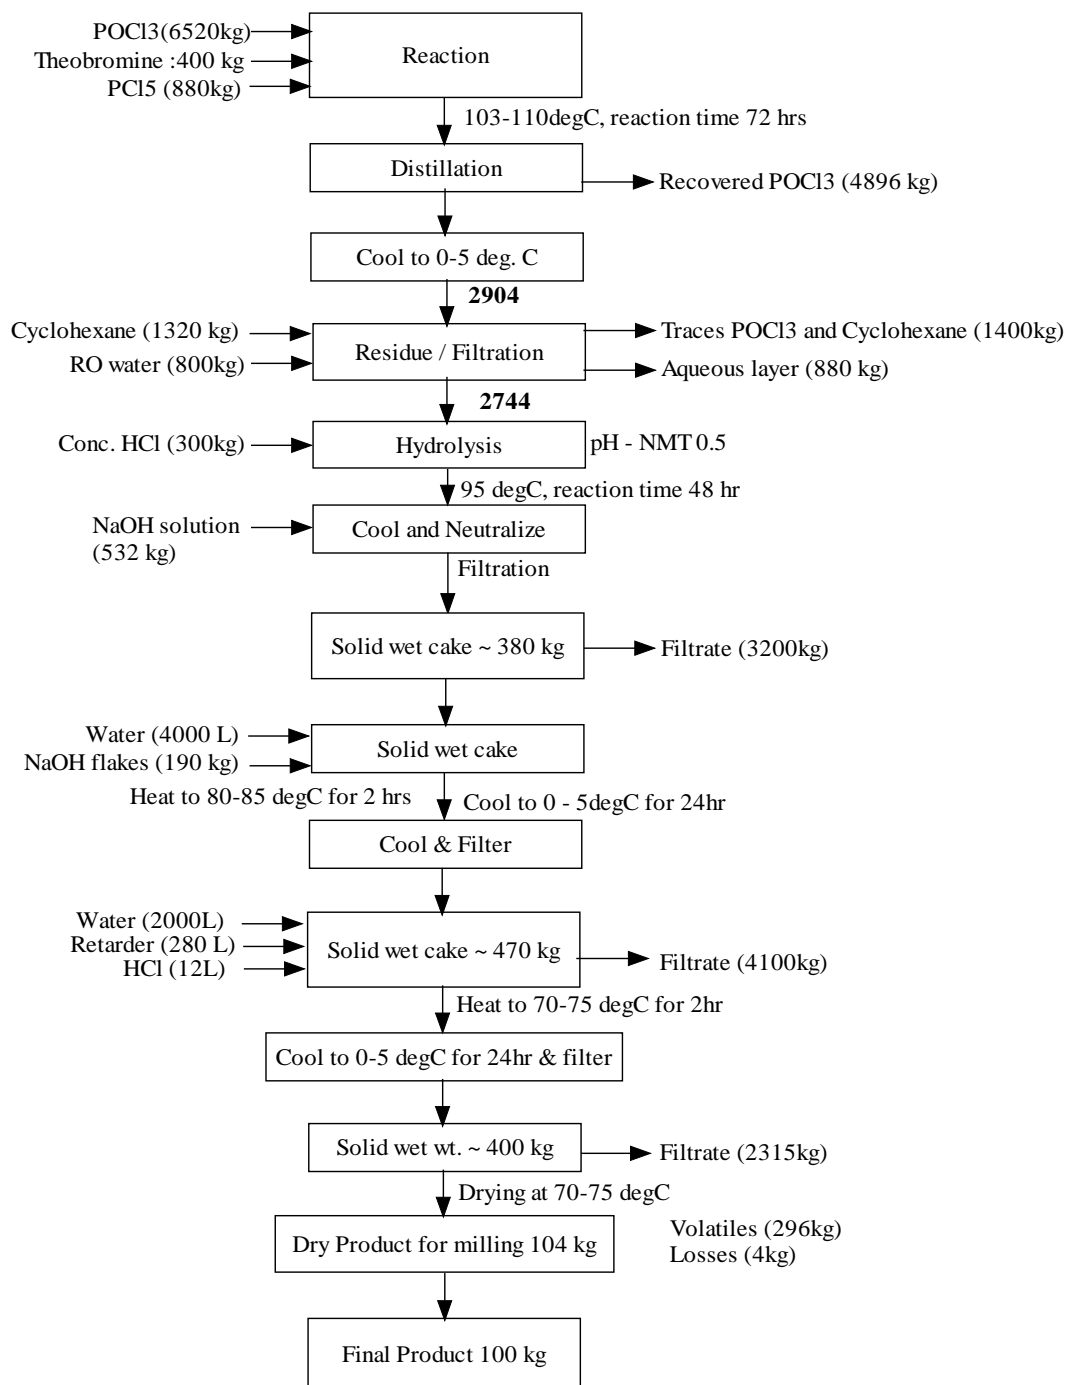 POCl3(6520kg)
Theobromine :400 kg
PCl5 (880kg)
Reaction
103-110degC, reaction time 72 hrs
Distillation
Recovered POCl3 (4896 kg)
Cool to 0-5 deg. C
2904
Cyclohexane (1320 kg)
RO water (800kg)
Residue / Filtration
Traces POCl3 and Cyclohexane (1400kg)
Aqueous layer (880 kg)
2744
Conc. HCl (300kg)
Hydrolysis
pH - NMT 0.5
95 degC, reaction time 48 hr
NaOH solution
(532 kg)
Cool and Neutralize
Filtration
Solid wet cake ~ 380 kg
Filtrate (3200kg)
Water (4000 L)
NaOH flakes (190 kg)
Solid wet cake
Heat to 80-85 degC for 2 hrs
Cool to 0 - 5degC for 24hr
Cool & Filter
Water (2000L)
Retarder (280 L)
HCl (12L)
Solid wet cake ~ 470 kg
Filtrate (4100kg)
Heat to 70-75 degC for 2hr
Cool to 0-5 degC for 24hr & filter
Solid wet wt. ~ 400 kg
Filtrate (2315kg)
Drying at 70-75 degC
Dry Product for milling 104 kg
Volatiles (296kg)
Losses (4kg)
Final Product 100 kg